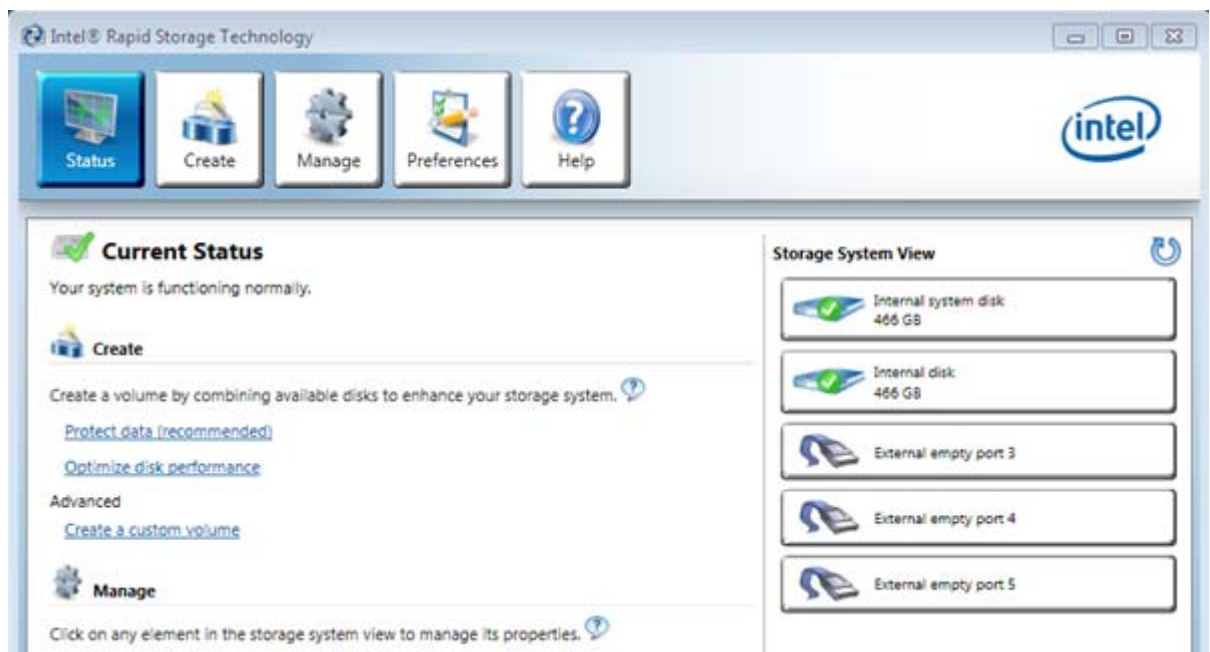 Intel® Rapid Storage Technology
Status
Create
Manage
Preferences
Help
intel
Current Status
Your system is functioning normally.
Create
Create a volume by combining available disks to enhance your storage system.
Protect data (recommended)
Optimize disk performance
Advanced
Create a custom volume
Manage
Click on any element in the storage system view to manage its properties.
Storage System View
Internal system disk
466 GB
Internal disk
466 GB
External empty port 3
External empty port 4
External empty port 5